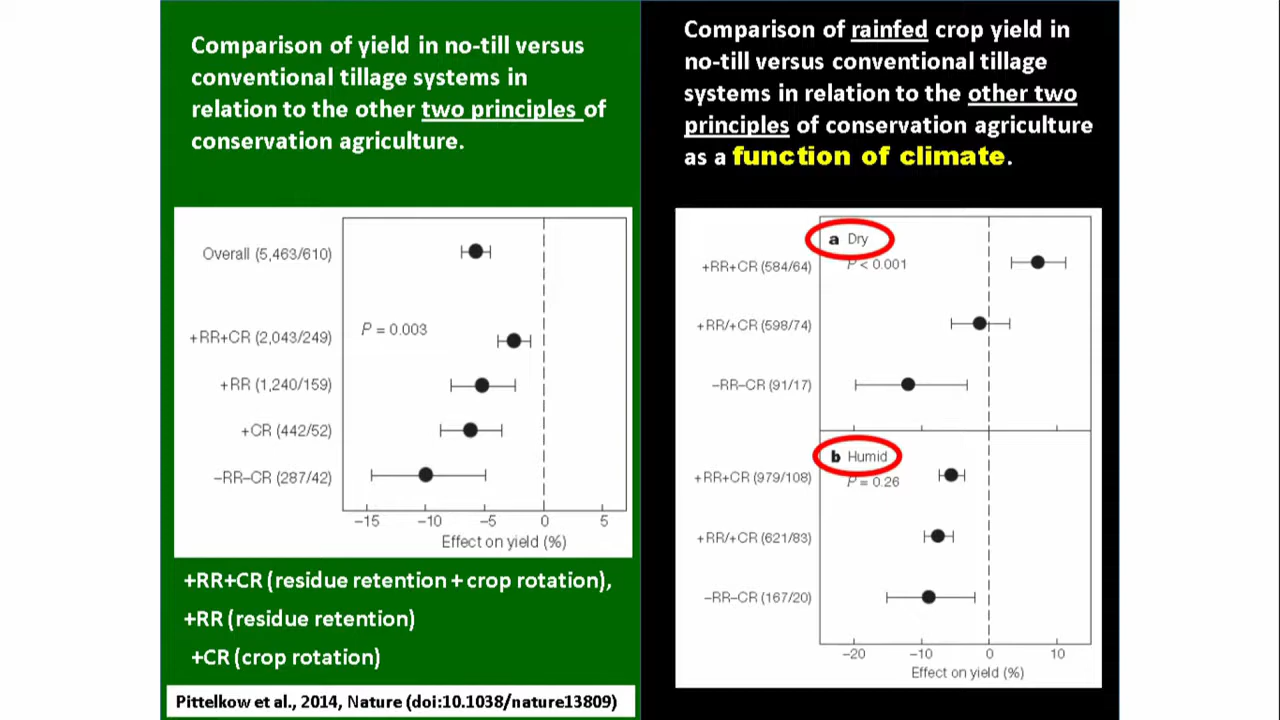 Comparison of yield in no-till versus
conventional tillage systems in
relation to the other two principles of
conservation agriculture.
Overall (5,463/610)
+RR+CR (2,043/249)
P = 0.003
+RR (1,240/159)
+CR (442/52)
−RR−CR (287/42)
−15 −10 −5 0 5
Effect on yield (%)
+RR+CR (residue retention + crop rotation),
+RR (residue retention)
+CR (crop rotation)
Pittelkow et al., 2014, Nature (doi:10.1038/nature13809)
Comparison of rainfed crop yield in
no-till versus conventional tillage
systems in relation to the other two
principles of conservation agriculture
as a function of climate.
a Dry
+RR+CR (584/64)
P < 0.001
+RR/+CR (598/74)
−RR−CR (91/17)
b Humid
+RR+CR (979/108)
P = 0.26
+RR/+CR (621/83)
−RR−CR (167/20)
−20 −10 0 10
Effect on yield (%)